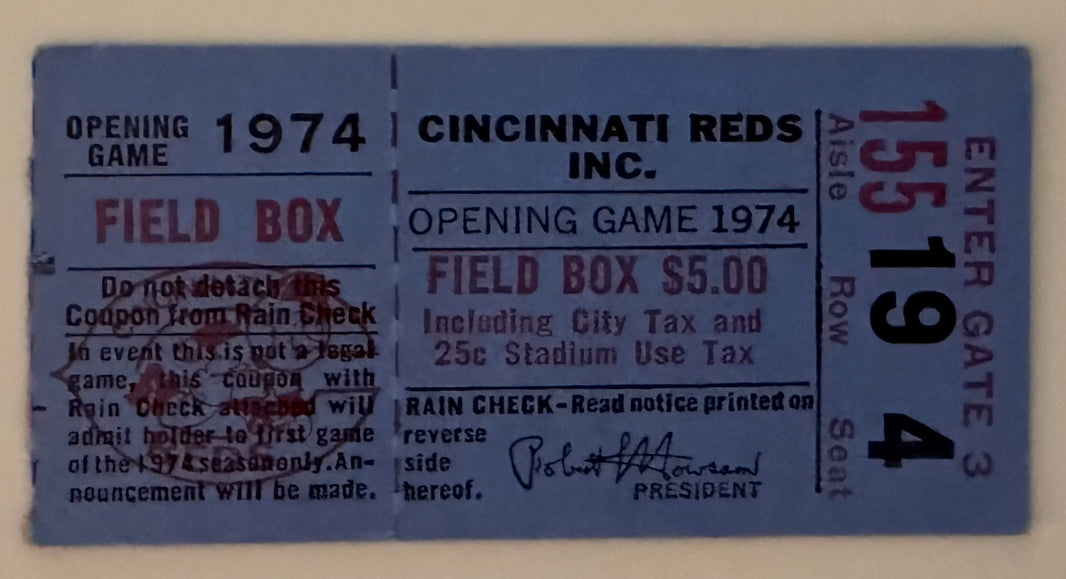 OPENING GAME 1974
FIELD BOX
Do not detach this
Coupon from Rain Check
In event this is not a legal
game, this coupon with
Rain Check attached will
admit holder to first game
of the 1974 season only. An-
nouncement will be made.
CINCINNATI REDS
INC.
OPENING GAME 1974
FIELD BOX $5.00
Including City Tax and
25c Stadium Use Tax
RAIN CHECK-Read notice printed on
reverse
side
hereof.
PRESIDENT
155 19 4
Aisle Row Seat
ENTER GATE 3